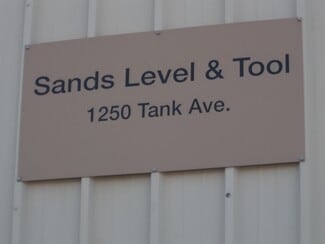 Sands Level & Tool
1250 Tank Ave.